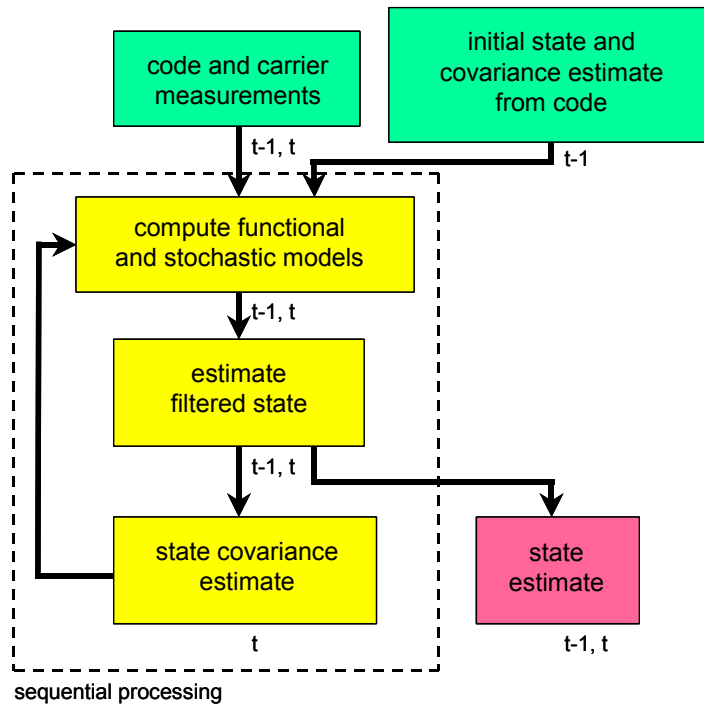 code and carrier
measurements
initial state and
covariance estimate
from code
t-1, t
t-1
compute functional
and stochastic models
t-1, t
estimate
filtered state
t-1, t
state covariance
estimate
state
estimate
t
t-1, t
sequential processing